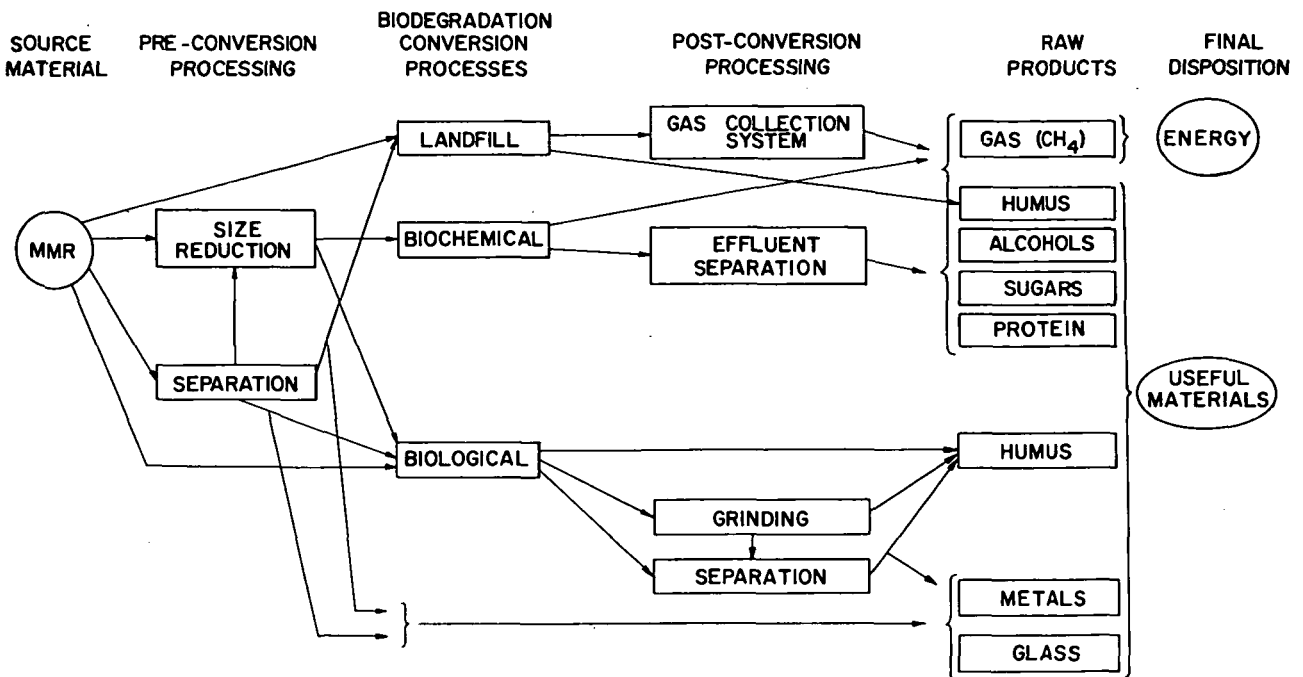 SOURCE
MATERIAL
PRE-CONVERSION
PROCESSING
BIODEGRADATION
CONVERSION
PROCESSES
POST-CONVERSION
PROCESSING
RAW
PRODUCTS
FINAL
DISPOSITION
MMR
SIZE
REDUCTION
SEPARATION
LANDFILL
BIOCHEMICAL
BIOLOGICAL
GAS COLLECTION
SYSTEM
EFFLUENT
SEPARATION
GRINDING
SEPARATION
GAS (CH₄)
HUMUS
ALCOHOLS
SUGARS
PROTEIN
HUMUS
METALS
GLASS
ENERGY
USEFUL
MATERIALS